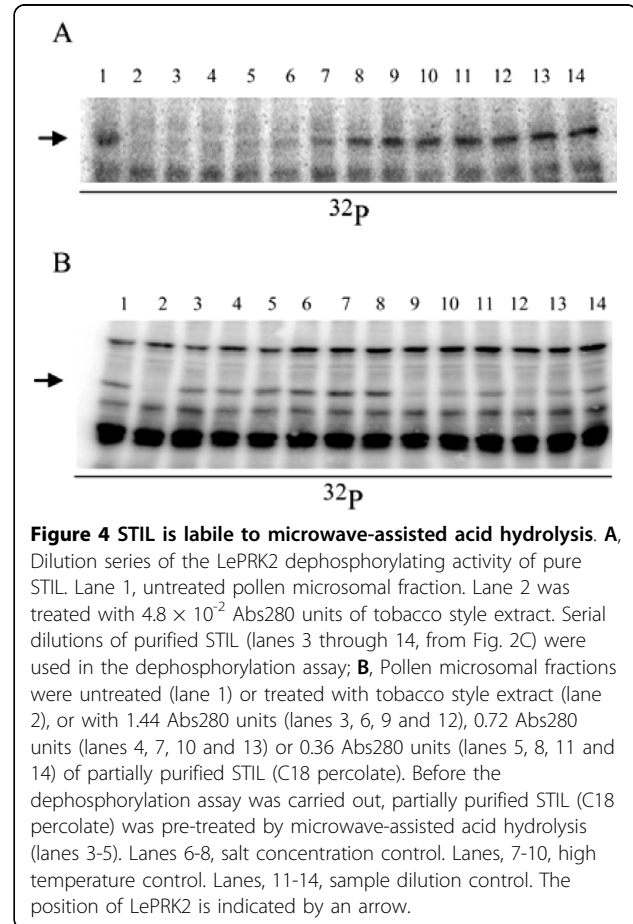 A
1 2 3 4 5 6 7 8 9 10 11 12 13 14
32P
B
1 2 3 4 5 6 7 8 9 10 11 12 13 14
32P
Figure 4 STIL is labile to microwave-assisted acid hydrolysis. A,
Dilution series of the LePRK2 dephosphorylating activity of pure
STIL. Lane 1, untreated pollen microsomal fraction. Lane 2 was
treated with 4.8 × 10-2 Abs280 units of tobacco style extract. Serial
dilutions of purified STIL (lanes 3 through 14, from Fig. 2C) were
used in the dephosphorylation assay; B, Pollen microsomal fractions
were untreated (lane 1) or treated with tobacco style extract (lane
2), or with 1.44 Abs280 units (lanes 3, 6, 9 and 12), 0.72 Abs280
units (lanes 4, 7, 10 and 13) or 0.36 Abs280 units (lanes 5, 8, 11 and
14) of partially purified STIL (C18 percolate). Before the
dephosphorylation assay was carried out, partially purified STIL (C18
percolate) was pre-treated by microwave-assisted acid hydrolysis
(lanes 3-5). Lanes 6-8, salt concentration control. Lanes, 7-10, high
temperature control. Lanes, 11-14, sample dilution control. The
position of LePRK2 is indicated by an arrow.